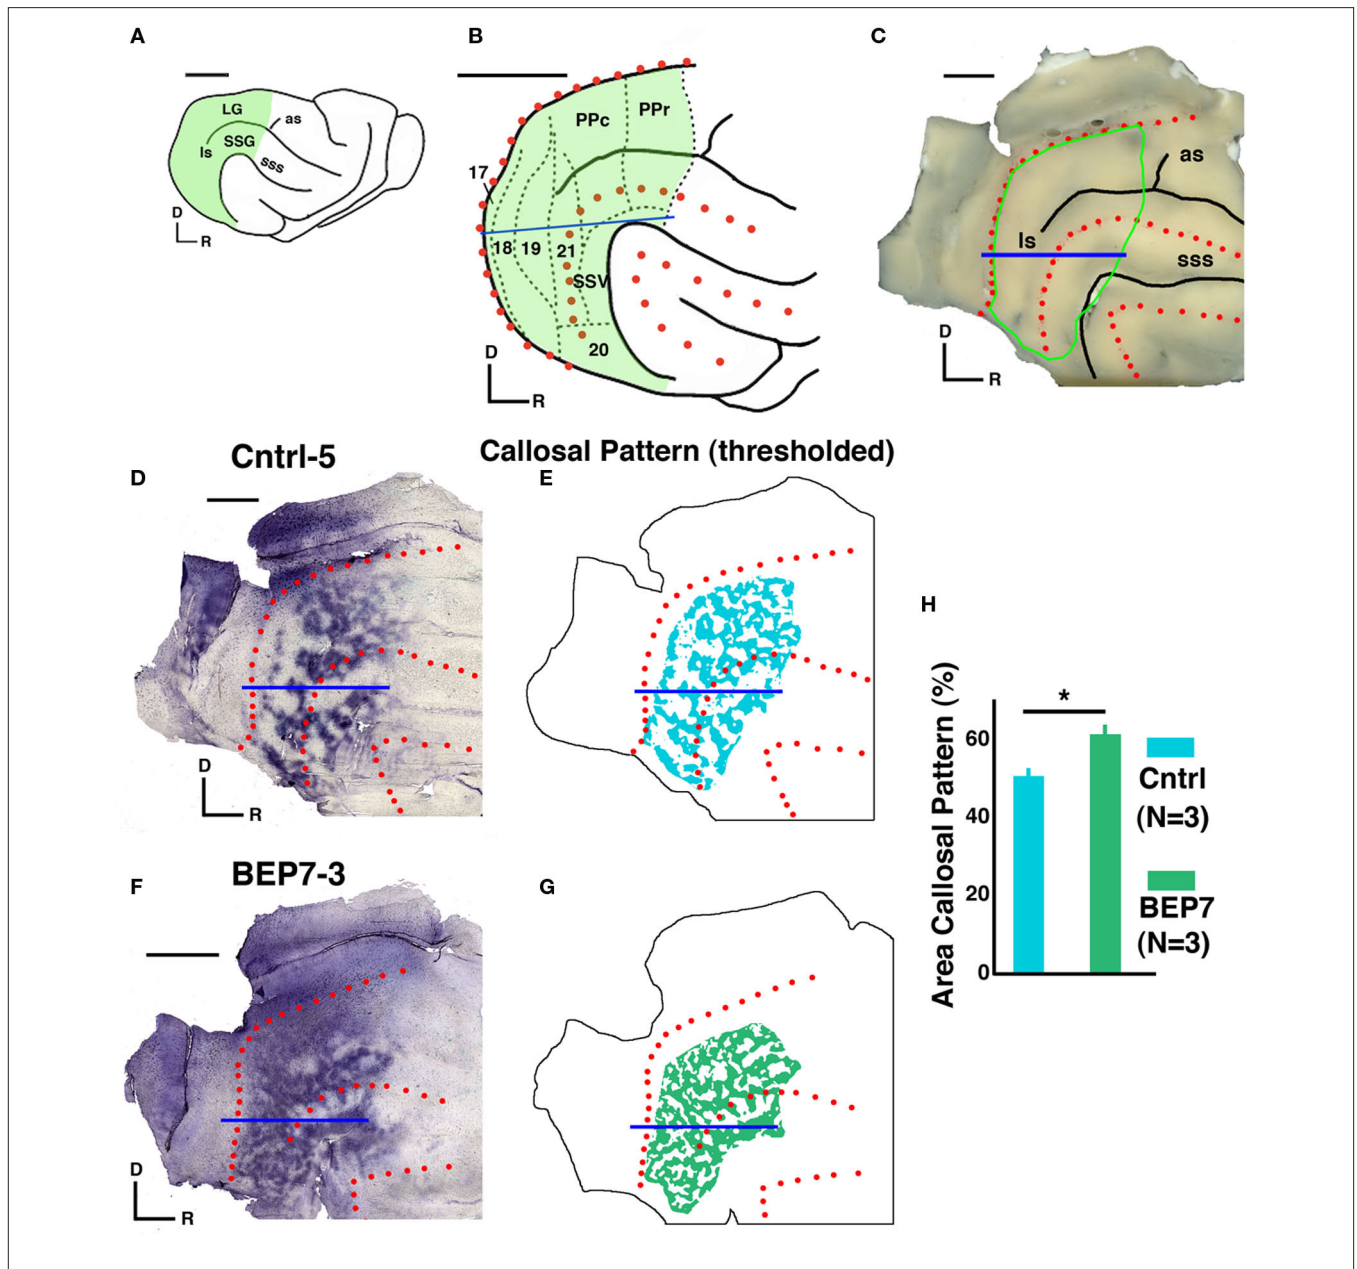 A
B
C
LG
as
ls
SSG
sss
D
R
PPc
PPr
17
18
19
21
SSV
20
D
R
as
ls
sss
D
R
Cntrl-5
Callosal Pattern (thresholded)
D
E
D
R
H
Area Callosal Pattern (%)
60
40
20
0
*
Cntrl
(N=3)
BEP7
(N=3)
BEP7-3
F
G
D
R